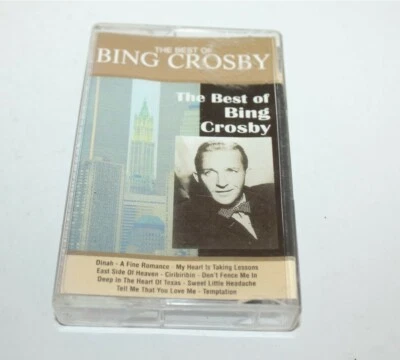 THE BEST OF
BING CROSBY
The Best of
Bing
Crosby
Dinah - A Fine Romance - My Heart Is Taking Lessons
East Side Of Heaven - Ciribiribin - Don't Fence Me In
Deep in The Heart Of Texas - Sweet Little Headache
Tell Me That You Love Me - Temptation